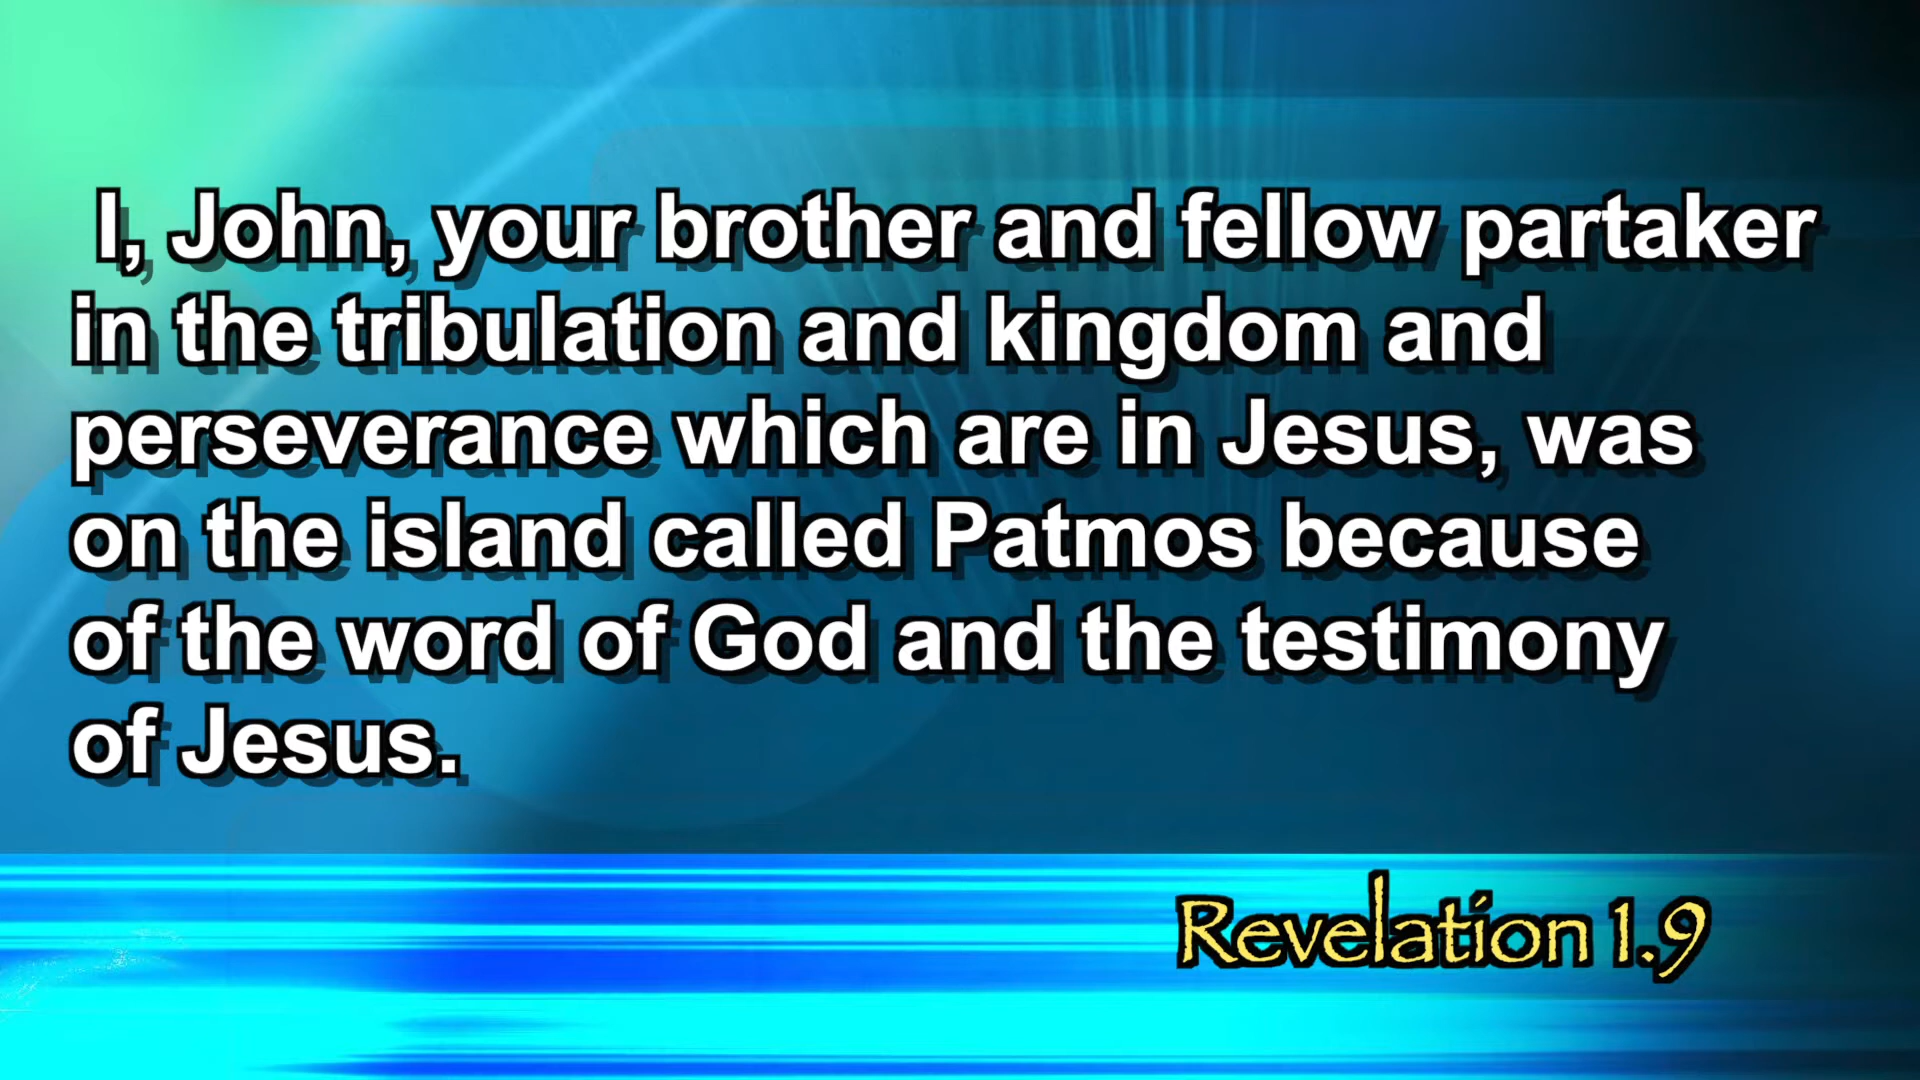 I, John, your brother and fellow partaker
in the tribulation and kingdom and
perseverance which are in Jesus, was
on the island called Patmos because
of the word of God and the testimony
of Jesus.
Revelation 1.9